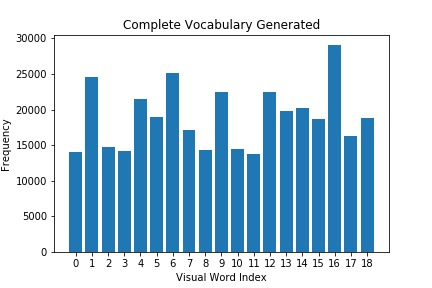 Complete Vocabulary Generated
30000
25000
20000
15000
10000
5000
0
Frequency
0 1 2 3 4 5 6 7 8 9 10 11 12 13 14 15 16 17 18
Visual Word Index